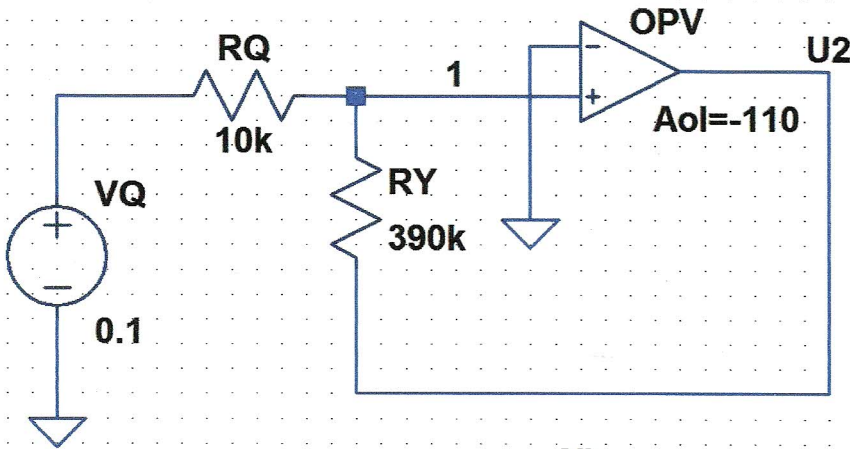 OPV
RQ
1
U2
10k
Aol=-110
VQ
RY
390k
0.1